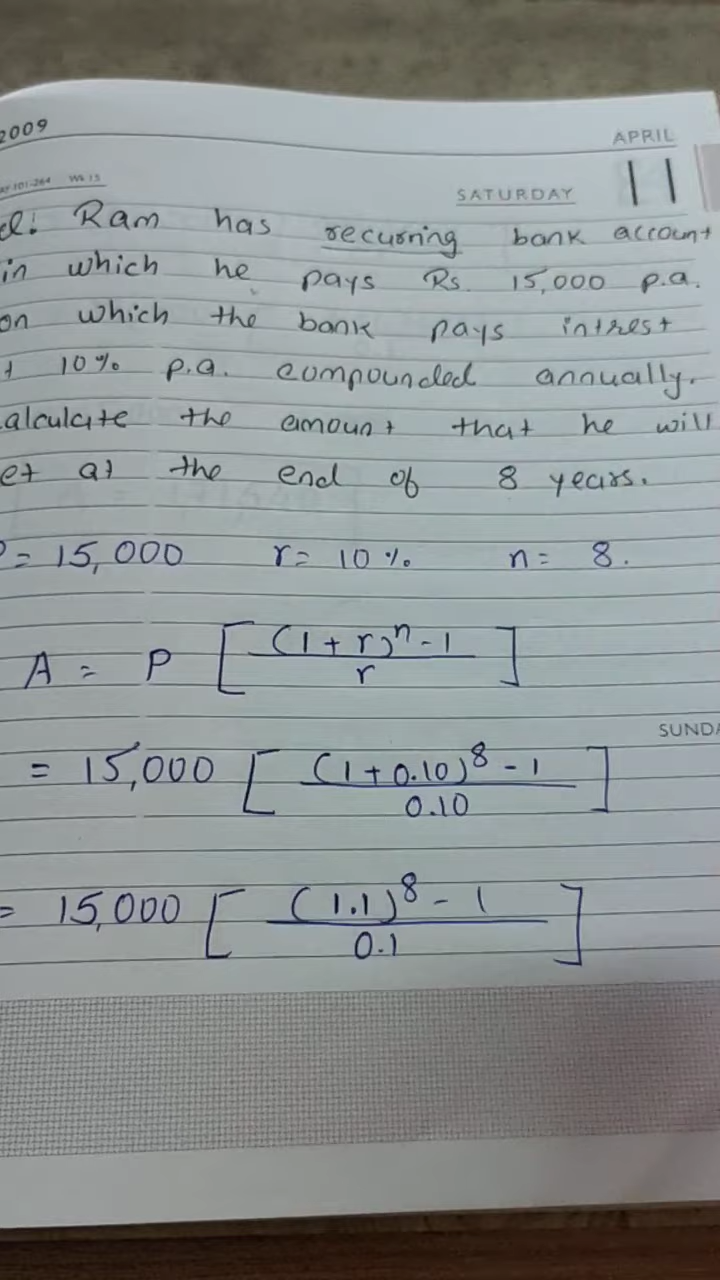 2009
APRIL
Wk 15
SATURDAY 11
Ram has recurring bank account
in which he pays Rs. 15,000 p.a.
on which the bank pays intrest
10% p.a. compounded annually.
alculate the amount that he will
et at the end of 8 years.
= 15,000 r = 10% n = 8.
A = P [ (1 + r)^n - 1 / r ]
SUNDA
= 15,000 [ (1 + 0.10)^8 - 1 / 0.10 ]
= 15,000 [ (1.1)^8 - 1 / 0.1 ]